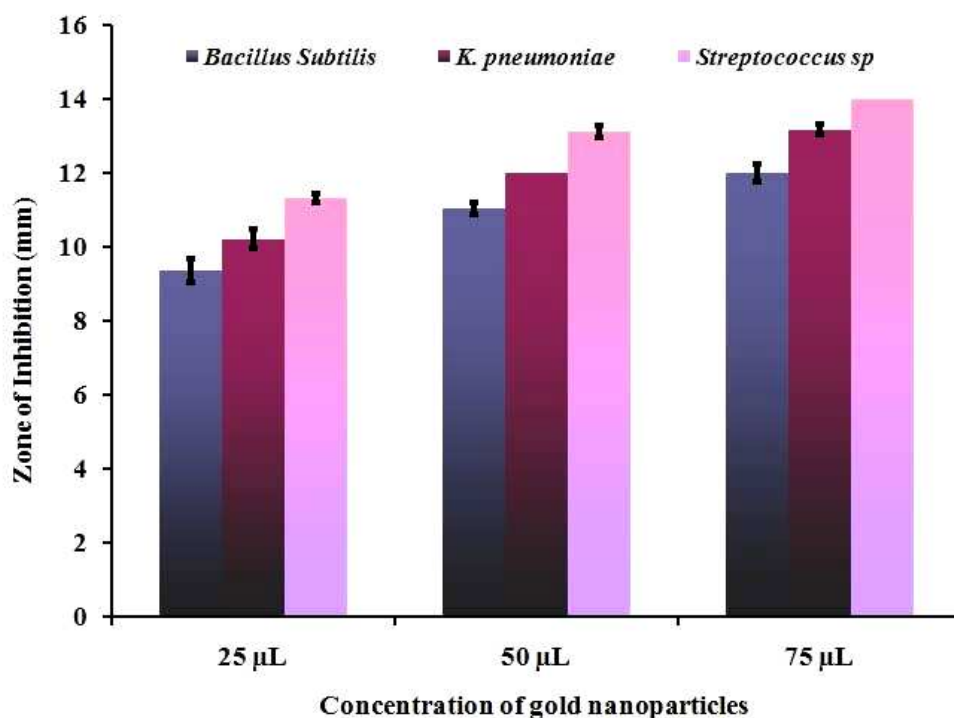 16
Bacillus Subtilis K. pneumoniae Streptococcus sp
14
12
10
8
6
4
2
0
Zone of Inhibition (mm)
25 µL 50 µL 75 µL
Concentration of gold nanoparticles